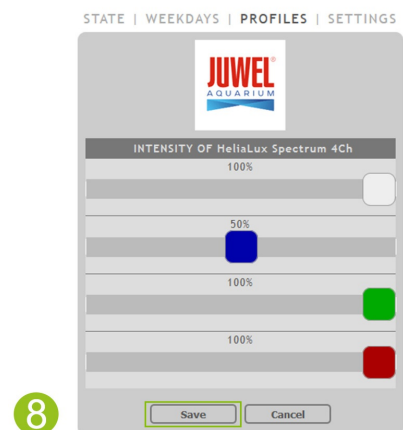 STATE | WEEKDAYS | PROFILES | SETTINGS
JUWEL
AQUARIUM
INTENSITY OF HeliaLux Spectrum 4Ch
100%
50%
100%
100%
8
Save Cancel